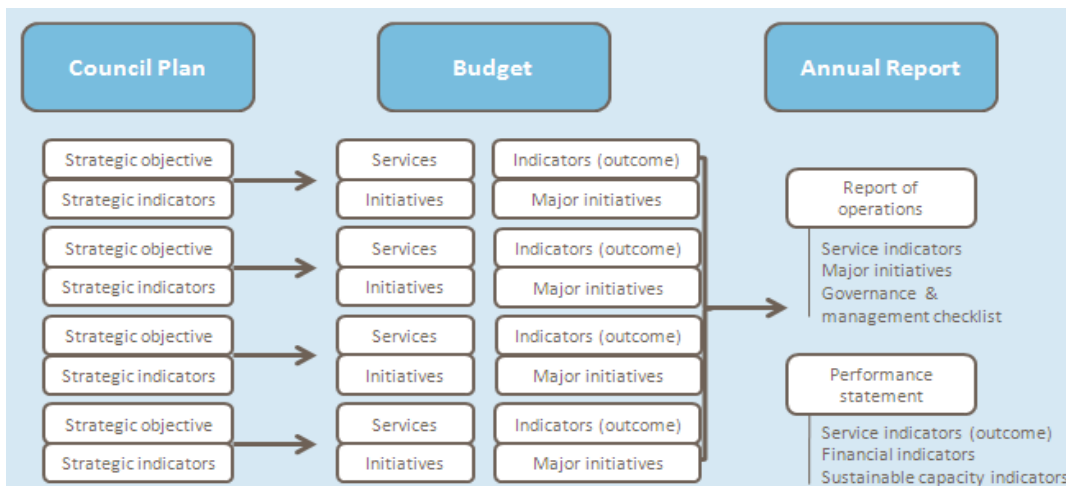 Council Plan
Budget
Annual Report
Strategic objective
Strategic indicators
Services
Initiatives
Indicators (outcome)
Major initiatives
Strategic objective
Strategic indicators
Services
Initiatives
Indicators (outcome)
Major initiatives
Strategic objective
Strategic indicators
Services
Initiatives
Indicators (outcome)
Major initiatives
Strategic objective
Strategic indicators
Services
Initiatives
Indicators (outcome)
Major initiatives
Report of
operations
Service indicators
Major initiatives
Governance &
management checklist
Performance
statement
Service indicators (outcome)
Financial indicators
Sustainable capacity indicators